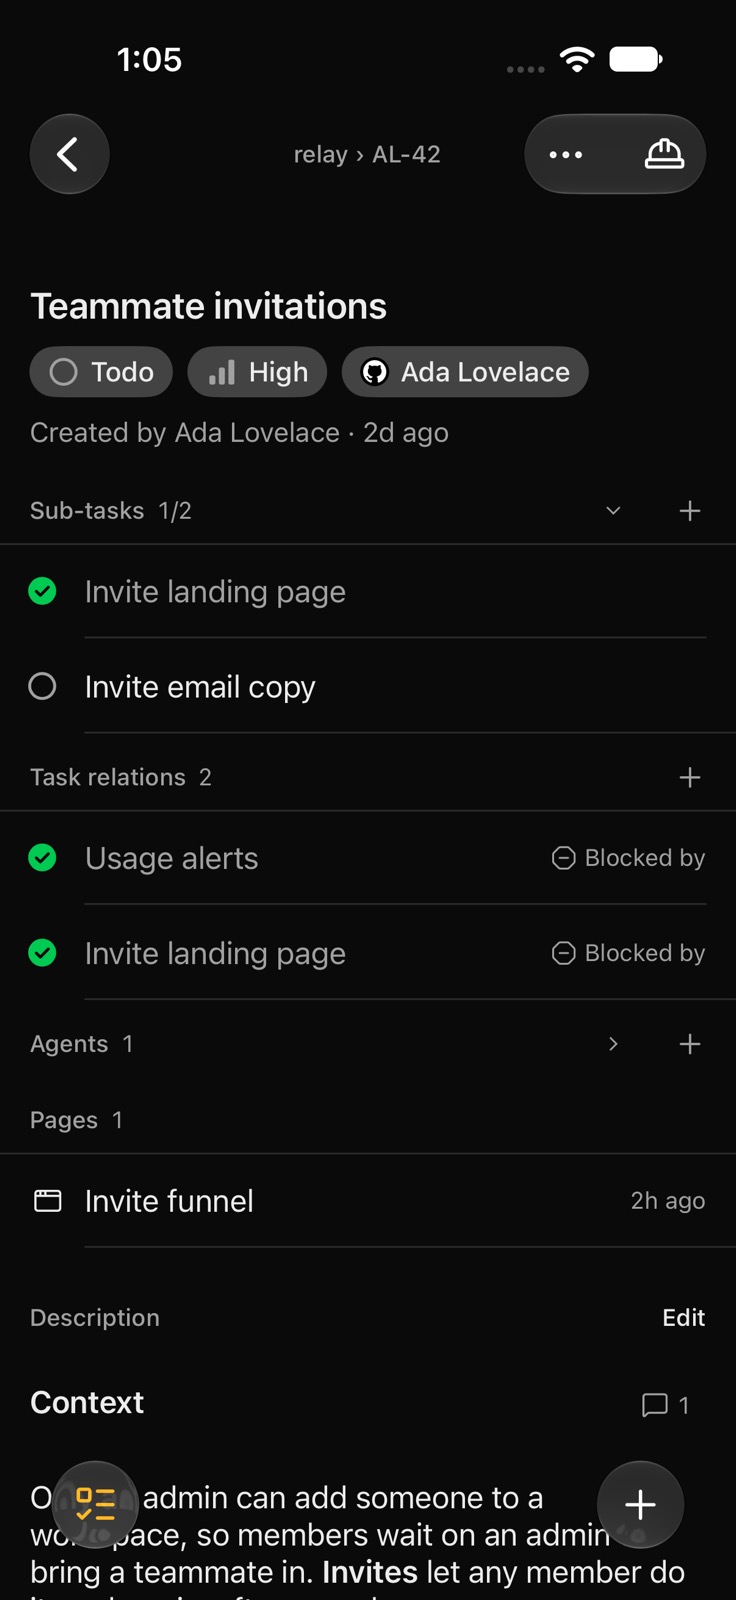 1:05
relay › AL-42
Teammate invitations
Todo
High
Ada Lovelace
Created by Ada Lovelace · 2d ago
Sub-tasks 1/2
Invite landing page
Invite email copy
Task relations 2
Usage alerts
Blocked by
Invite landing page
Blocked by
Agents 1
Pages 1
Invite funnel
2h ago
Description
Edit
Context
1
admin can add someone to a
so members wait on an admin
bring a teammate in. Invites let any member do